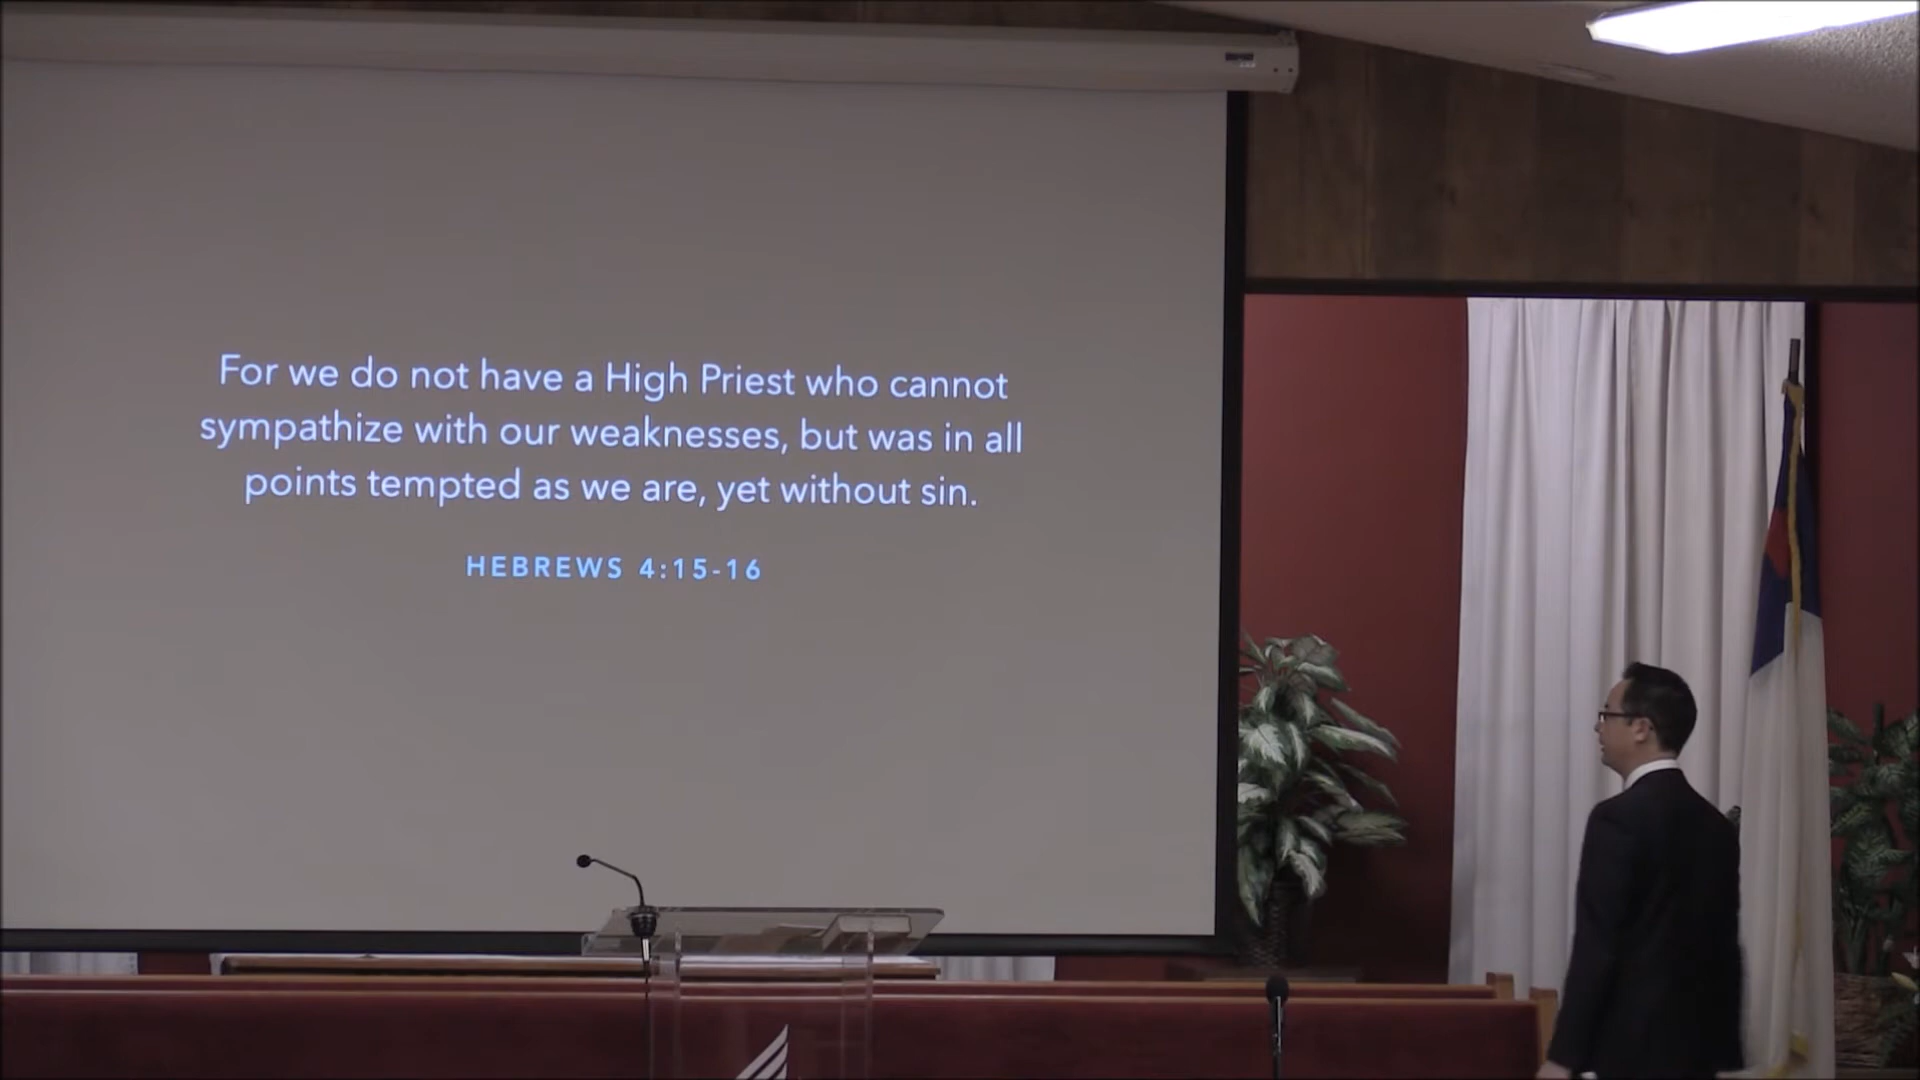 For we do not have a High Priest who cannot
sympathize with our weaknesses, but was in all
points tempted as we are, yet without sin.
HEBREWS 4:15-16